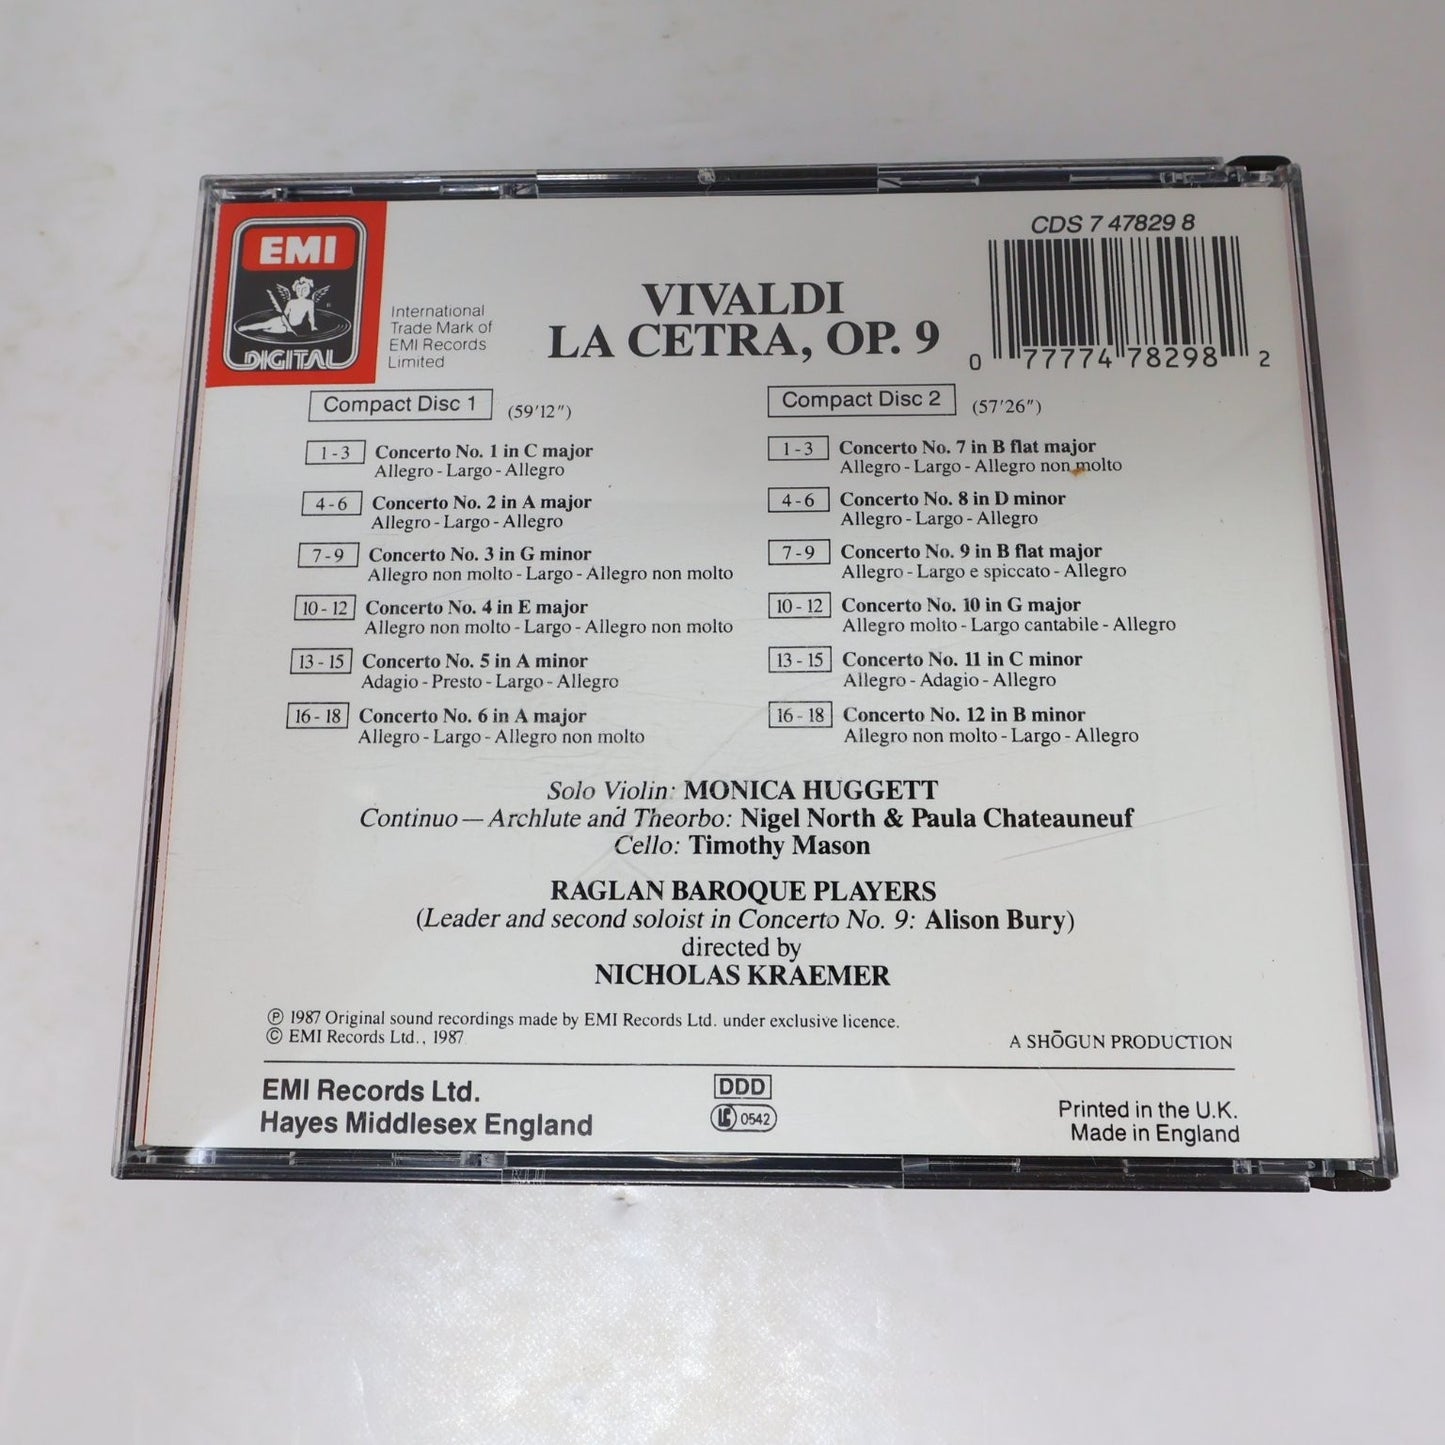 EMI
DIGITAL
International
Trade Mark of
EMI Records
Limited
VIVALDI
LA CETRA, OP. 9
CDS 7 47829 8
0 77774 78298 2
Compact Disc 1 (59'12")
1 - 3 Concerto No. 1 in C major
Allegro - Largo - Allegro
4 - 6 Concerto No. 2 in A major
Allegro - Largo - Allegro
7 - 9 Concerto No. 3 in G minor
Allegro non molto - Largo - Allegro non molto
10 - 12 Concerto No. 4 in E major
Allegro non molto - Largo - Allegro non molto
13 - 15 Concerto No. 5 in A minor
Adagio - Presto - Largo - Allegro
16 - 18 Concerto No. 6 in A major
Allegro - Largo - Allegro non molto
Compact Disc 2 (57'26")
1 - 3 Concerto No. 7 in B flat major
Allegro - Largo - Allegro non molto
4 - 6 Concerto No. 8 in D minor
Allegro - Largo - Allegro
7 - 9 Concerto No. 9 in B flat major
Allegro - Largo e spiccato - Allegro
10 - 12 Concerto No. 10 in G major
Allegro molto - Largo cantabile - Allegro
13 - 15 Concerto No. 11 in C minor
Allegro - Adagio - Allegro
16 - 18 Concerto No. 12 in B minor
Allegro non molto - Largo - Allegro
Solo Violin: MONICA HUGGETT
Continuo — Archlute and Theorbo: Nigel North & Paula Chateauneuf
Cello: Timothy Mason
RAGLAN BAROQUE PLAYERS
(Leader and second soloist in Concerto No. 9: Alison Bury)
directed by
NICHOLAS KRAEMER
℗ 1987 Original sound recordings made by EMI Records Ltd. under exclusive licence.
© EMI Records Ltd., 1987
A SHŌGUN PRODUCTION
EMI Records Ltd.
Hayes Middlesex England
DDD
LC 0542
Printed in the U.K.
Made in England